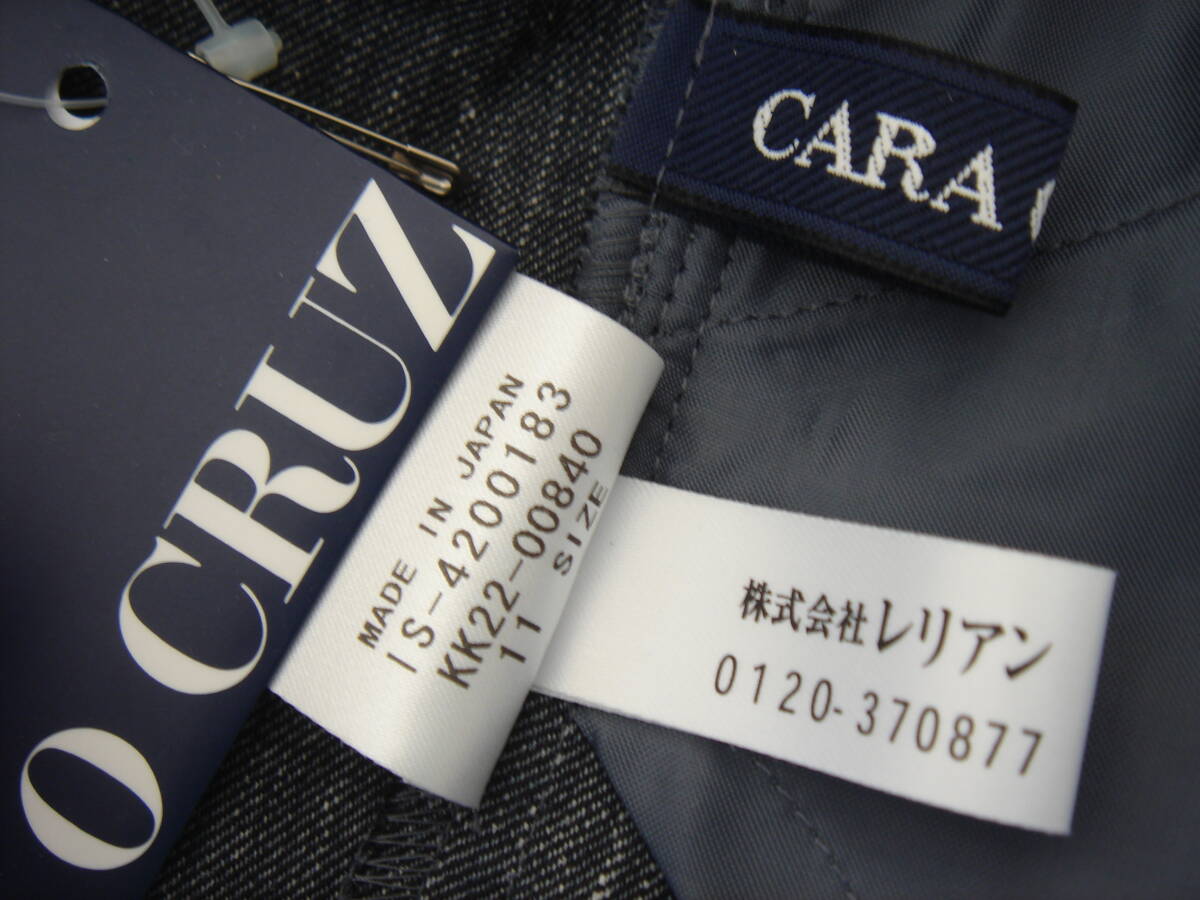 CARA
O CRUZ
MADE IN JAPAN
IS-4200183
KK22-00840
11 SIZE
株式会社レリアン
0120-370877